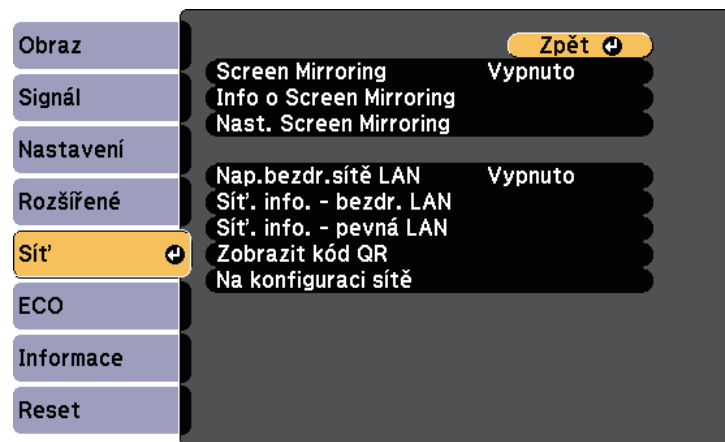 Obraz
Signál
Nastavení
Rozšířené
Síť
ECO
Informace
Reset
Zpět
Screen Mirroring Vypnuto
Info o Screen Mirroring
Nast. Screen Mirroring
Nap.bezdr.sítě LAN Vypnuto
Síť. info. - bezdr. LAN
Síť. info. - pevná LAN
Zobrazit kód QR
Na konfiguraci sítě